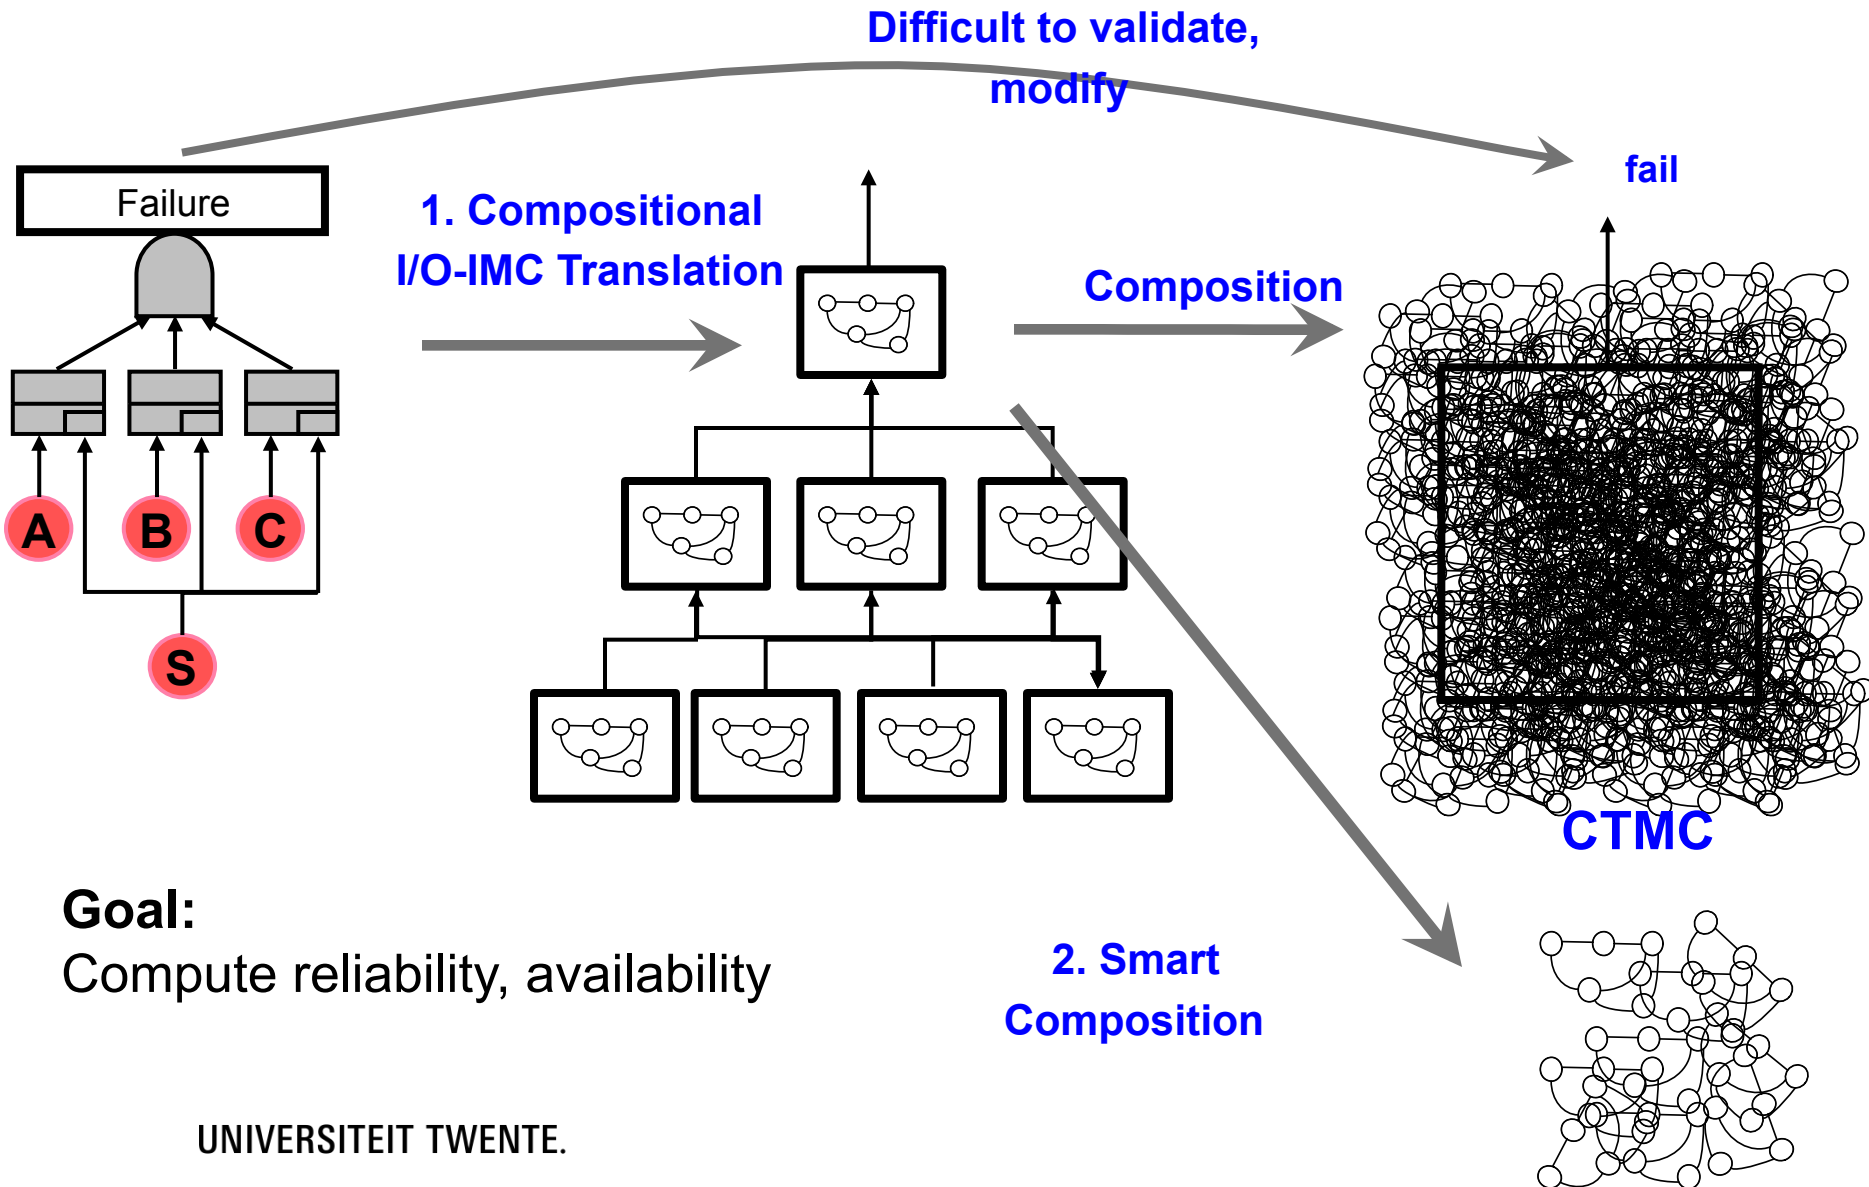 Difficult to validate,
modify
fail
Failure
1. Compositional
I/O-IMC Translation
Composition
A
B
C
S
CTMC
Goal:
Compute reliability, availability
2. Smart
Composition
UNIVERSITEIT TWENTE.